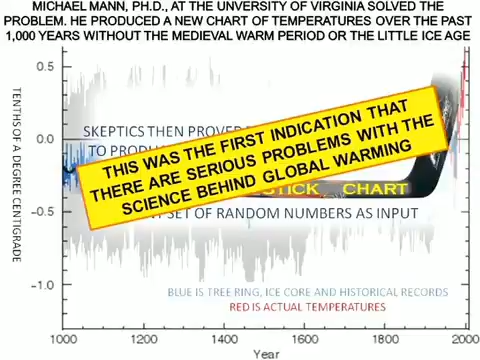 MICHAEL MANN, PH.D., AT THE UNVERSITY OF VIRGINIA SOLVED THE
PROBLEM. HE PRODUCED A NEW CHART OF TEMPERATURES OVER THE PAST
1,000 YEARS WITHOUT THE MEDIEVAL WARM PERIOD OR THE LITTLE ICE AGE
TENTHS OF A DEGREE CENTIGRADE
0.5
0.0
-0.5
-1.0
SKEPTICS THEN PROVED
TO
THIS WAS THE FIRST INDICATION THAT
THERE ARE SERIOUS PROBLEMS WITH THE
SCIENCE BEHIND GLOBAL WARMING
STICK CHART
SET OF RANDOM NUMBERS AS INPUT
BLUE IS TREE RING, ICE CORE AND HISTORICAL RECORDS
RED IS ACTUAL TEMPERATURES
1000 1200 1400 1600 1800 2000
Year